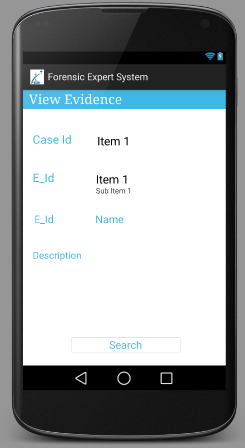 Forensic Expert System
View Evidence
Case Id Item 1
E_Id Item 1
Sub Item 1
E_Id Name
Description
Search